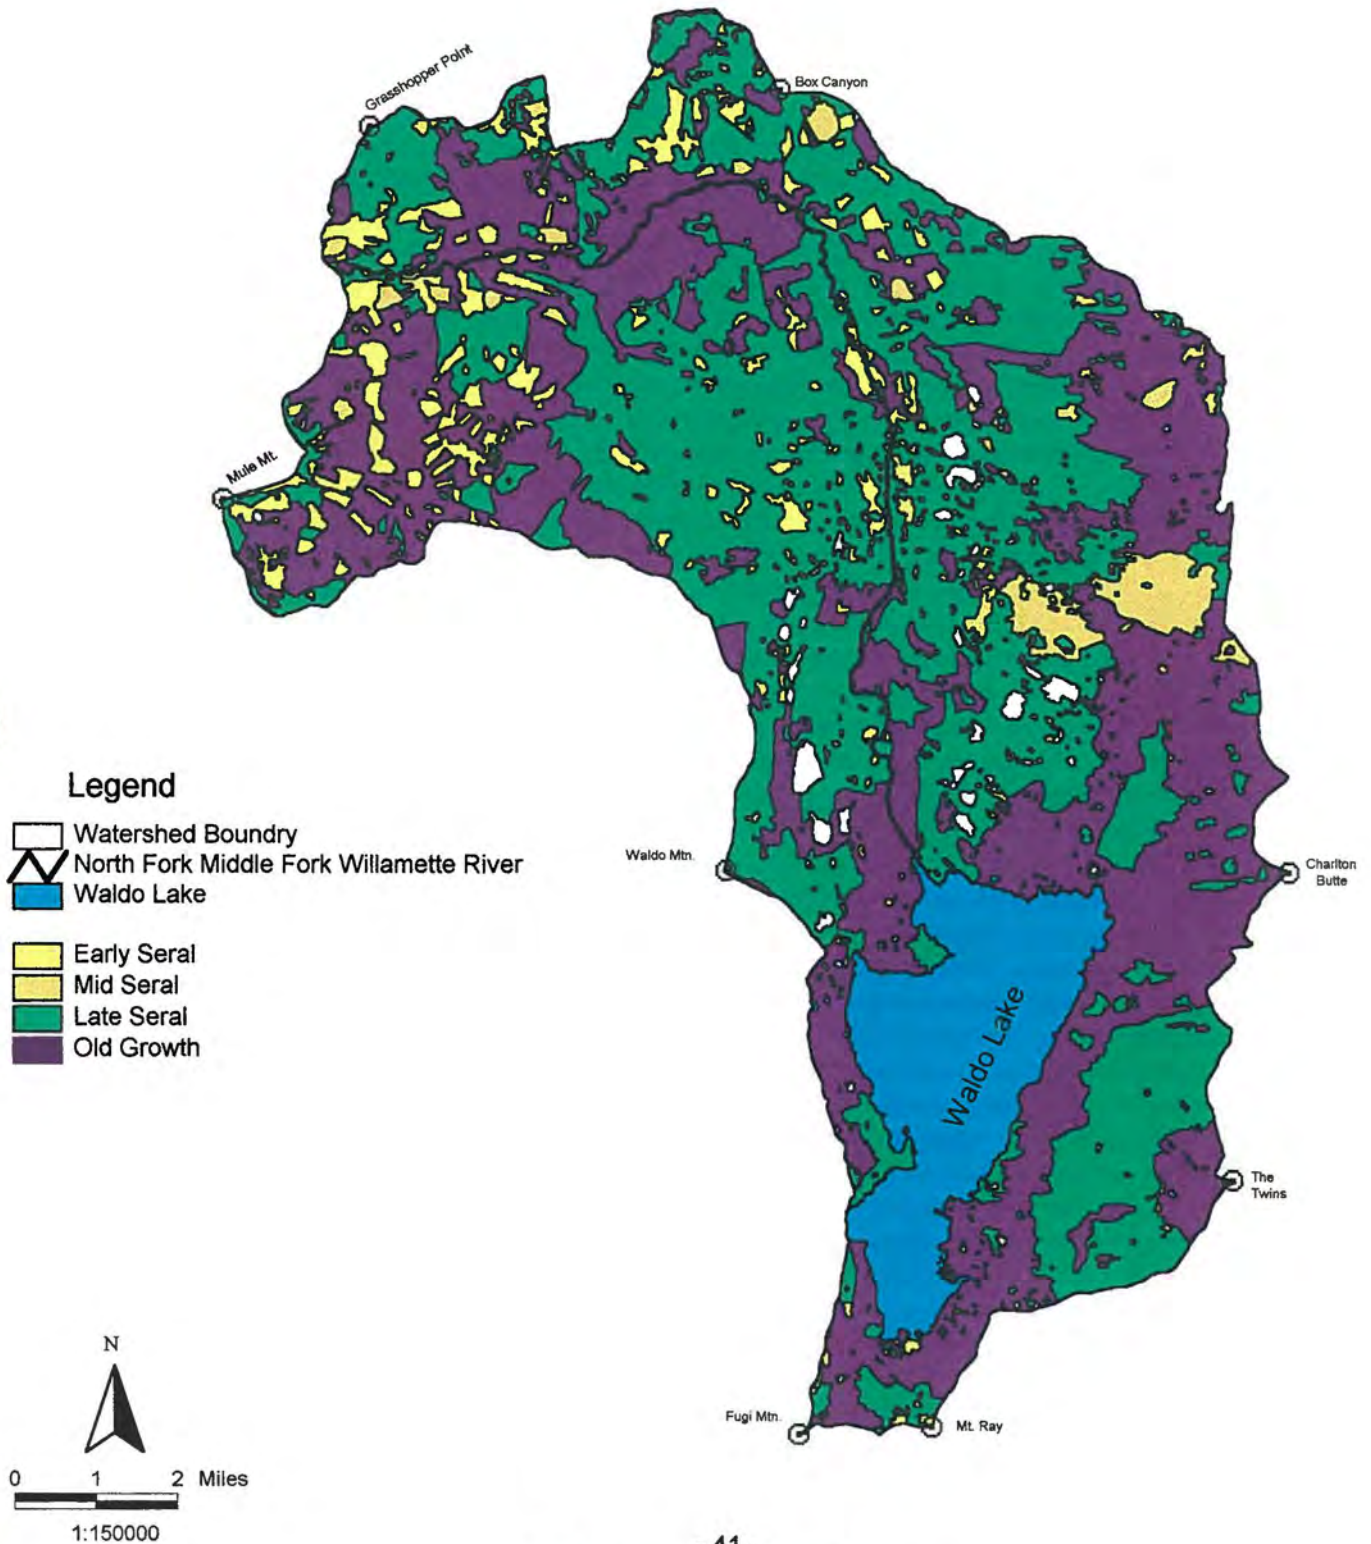 Grasshopper Point
Box Canyon
Mule Mt.
Legend
Watershed Boundry
North Fork Middle Fork Willamette River
Waldo Lake
Early Seral
Mid Seral
Late Seral
Old Growth
Waldo Mtn.
Charlton
Butte
Waldo Lake
The
Twins
N
Fugi Mtn.
Mt. Ray
0 1 2 Miles
1:150000
41